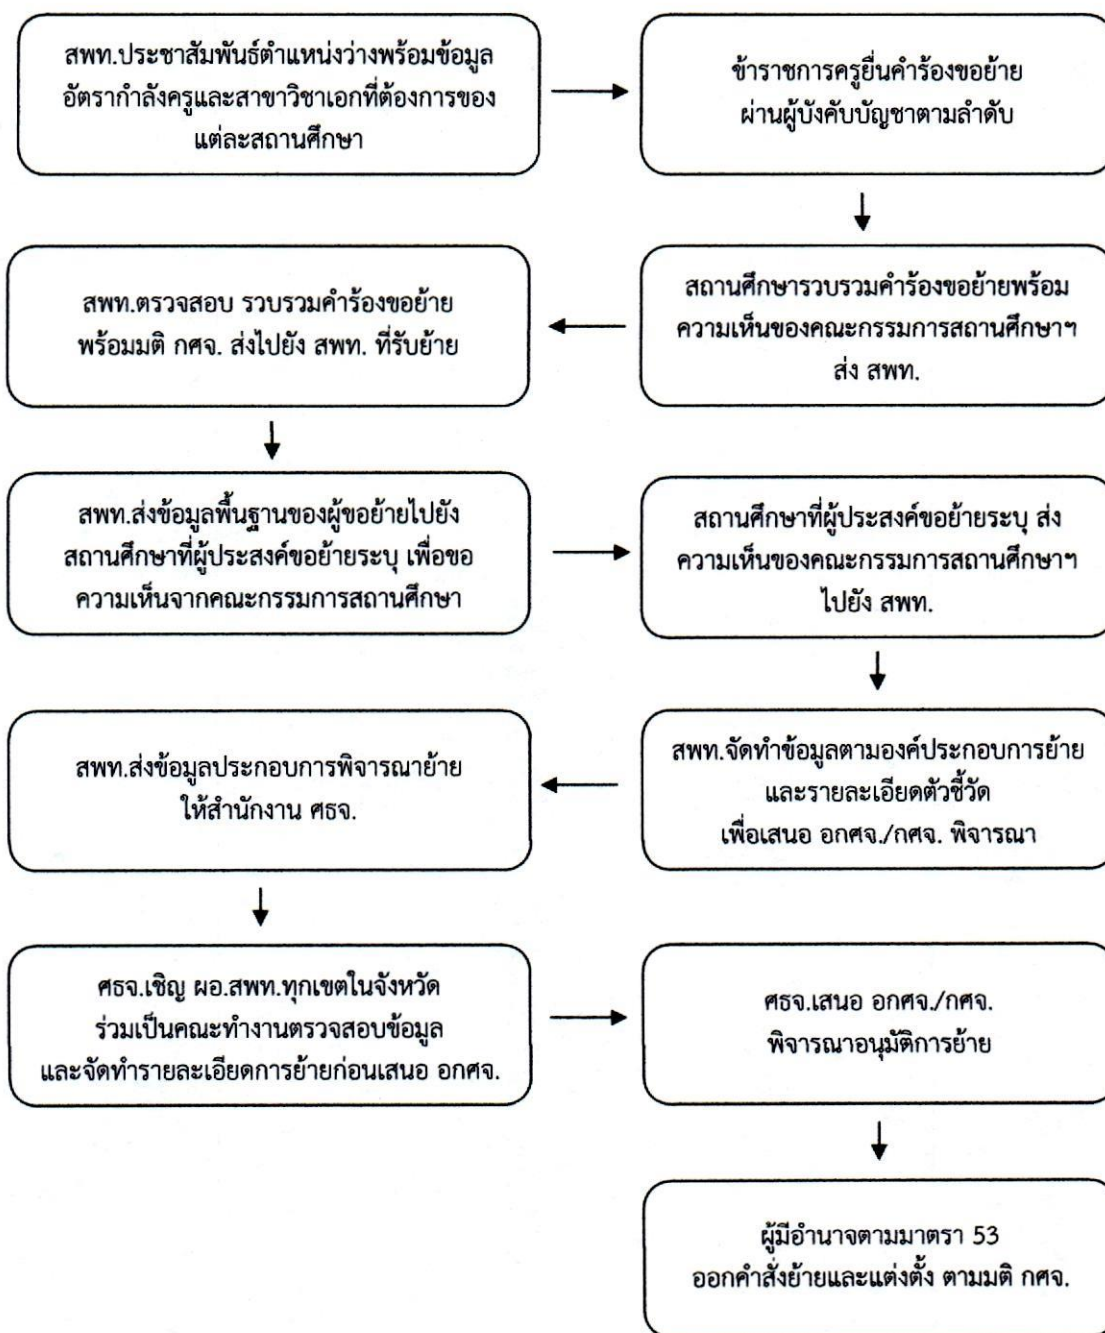 สพท.ประชาสัมพันธ์ตำแหน่งว่างพร้อมข้อมูล
อัตรากำลังครูและสาขาวิชาเอกที่ต้องการของ
แต่ละสถานศึกษา
ข้าราชการครูยื่นคำร้องขอย้าย
ผ่านผู้บังคับบัญชาตามลำดับ
สถานศึกษารวบรวมคำร้องขอย้ายพร้อม
ความเห็นของคณะกรรมการสถานศึกษาฯ
ส่ง สพท.
สพท.ตรวจสอบ รวบรวมคำร้องขอย้าย
พร้อมมติ กศจ. ส่งไปยัง สพท. ที่รับย้าย
สพท.ส่งข้อมูลพื้นฐานของผู้ขอย้ายไปยัง
สถานศึกษาที่ผู้ประสงค์ขอย้ายระบุ เพื่อขอ
ความเห็นจากคณะกรรมการสถานศึกษา
สถานศึกษาที่ผู้ประสงค์ขอย้ายระบุ ส่ง
ความเห็นของคณะกรรมการสถานศึกษาฯ
ไปยัง สพท.
สพท.จัดทำข้อมูลตามองค์ประกอบการย้าย
และรายละเอียดตัวชี้วัด
เพื่อเสนอ อกศจ./กศจ. พิจารณา
สพท.ส่งข้อมูลประกอบการพิจารณาย้าย
ให้สำนักงาน ศธจ.
ศธจ.เชิญ ผอ.สพท.ทุกเขตในจังหวัด
ร่วมเป็นคณะทำงานตรวจสอบข้อมูล
และจัดทำรายละเอียดการย้ายก่อนเสนอ อกศจ.
ศธจ.เสนอ อกศจ./กศจ.
พิจารณาอนุมัติการย้าย
ผู้มีอำนาจตามมาตรา 53
ออกคำสั่งย้ายและแต่งตั้ง ตามมติ กศจ.